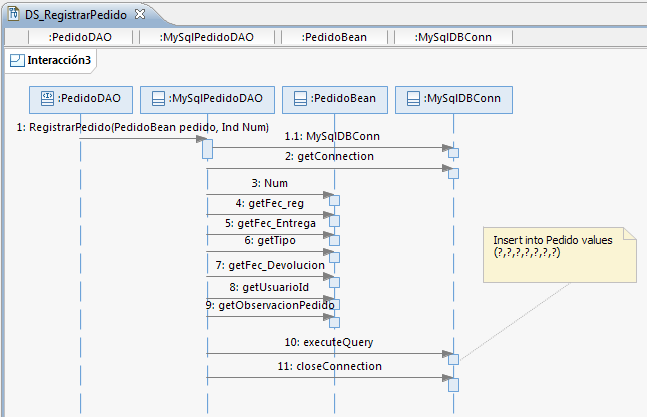 DS_RegistrarPedido
:PedidoDAO :MySqlPedidoDAO :PedidoBean :MySqlDBConn
Interacción3
:PedidoDAO :MySqlPedidoDAO :PedidoBean :MySqlDBConn
1: RegistrarPedido(PedidoBean pedido, Ind Num)
1.1: MySqlDBConn
2: getConnection
3: Num
4: getFec_reg
5: getFec_Entrega
6: getTipo
7: getFec_Devolucion
8: getUsuarioId
9: getObservacionPedido
Insert into Pedido values
(?,?,?,?,?,?,?)
10: executeQuery
11: closeConnection